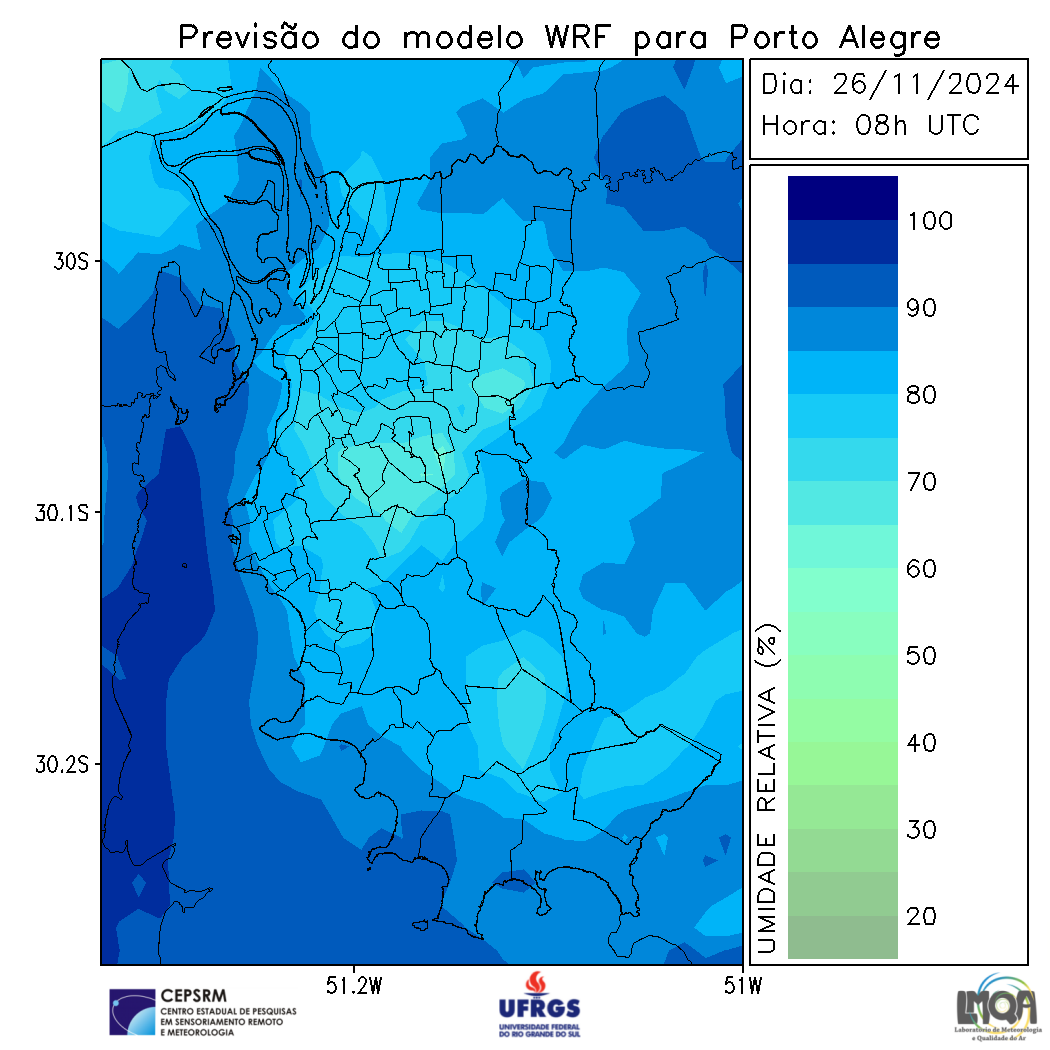 Previsão do modelo WRF para Porto Alegre
Dia: 26/11/2024
Hora: 08h UTC
30S
30.1S
30.2S
51.2W
51W
100
90
80
70
60
50
40
30
20
UMIDADE RELATIVA (%)
CEPSRM
CENTRO ESTADUAL DE PESQUISAS
EM SENSORIAMENTO REMOTO
E METEOROLOGIA
UFRGS
UNIVERSIDADE FEDERAL
DO RIO GRANDE DO SUL
LMQA
Laboratório de Meteorologia
e Qualidade do Ar